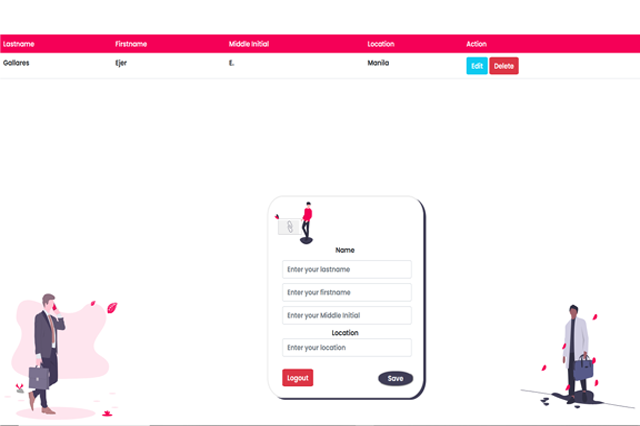 Lastname Firstname Middle Initial Location Action
Gallares Ejer E. Manila Edit Delete
Name
Enter your lastname
Enter your firstname
Enter your Middle Initial
Location
Enter your location
Logout Save